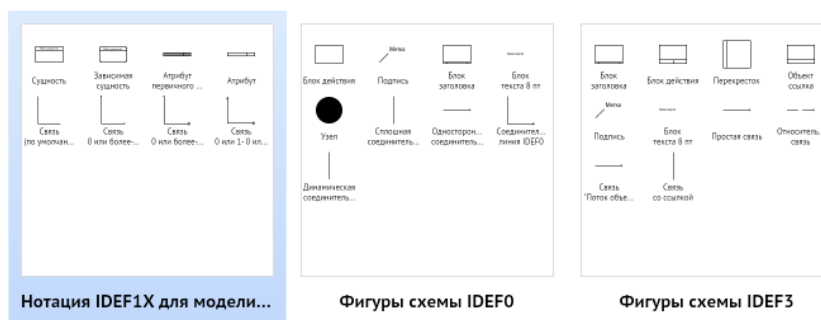 Сущность
Зависимая
сущность
Атрибут
первичного ...
Атрибут
Связь
(по умолчан...
Связь
0 или более-...
Связь
0 или более-...
Связь
0 или 1- 0 ил...
Нотация IDEF1X для модели...
Блок действия
Метка
Подпись
Блок
заголовка
Блок
текста 8 пт
Узел
Сплошная
соединитель...
Односторон...
соединитель...
Соединител...
линия IDEF0
Динамическая
соединитель...
Фигуры схемы IDEF0
Блок
заголовка
Блок действия
Перекресток
Объект
ссылка
Метка
Подпись
Блок
текста 8 пт
Простая связь
Относитель...
связь
Связь
"Поток объе...
Связь
со ссылкой
Фигуры схемы IDEF3